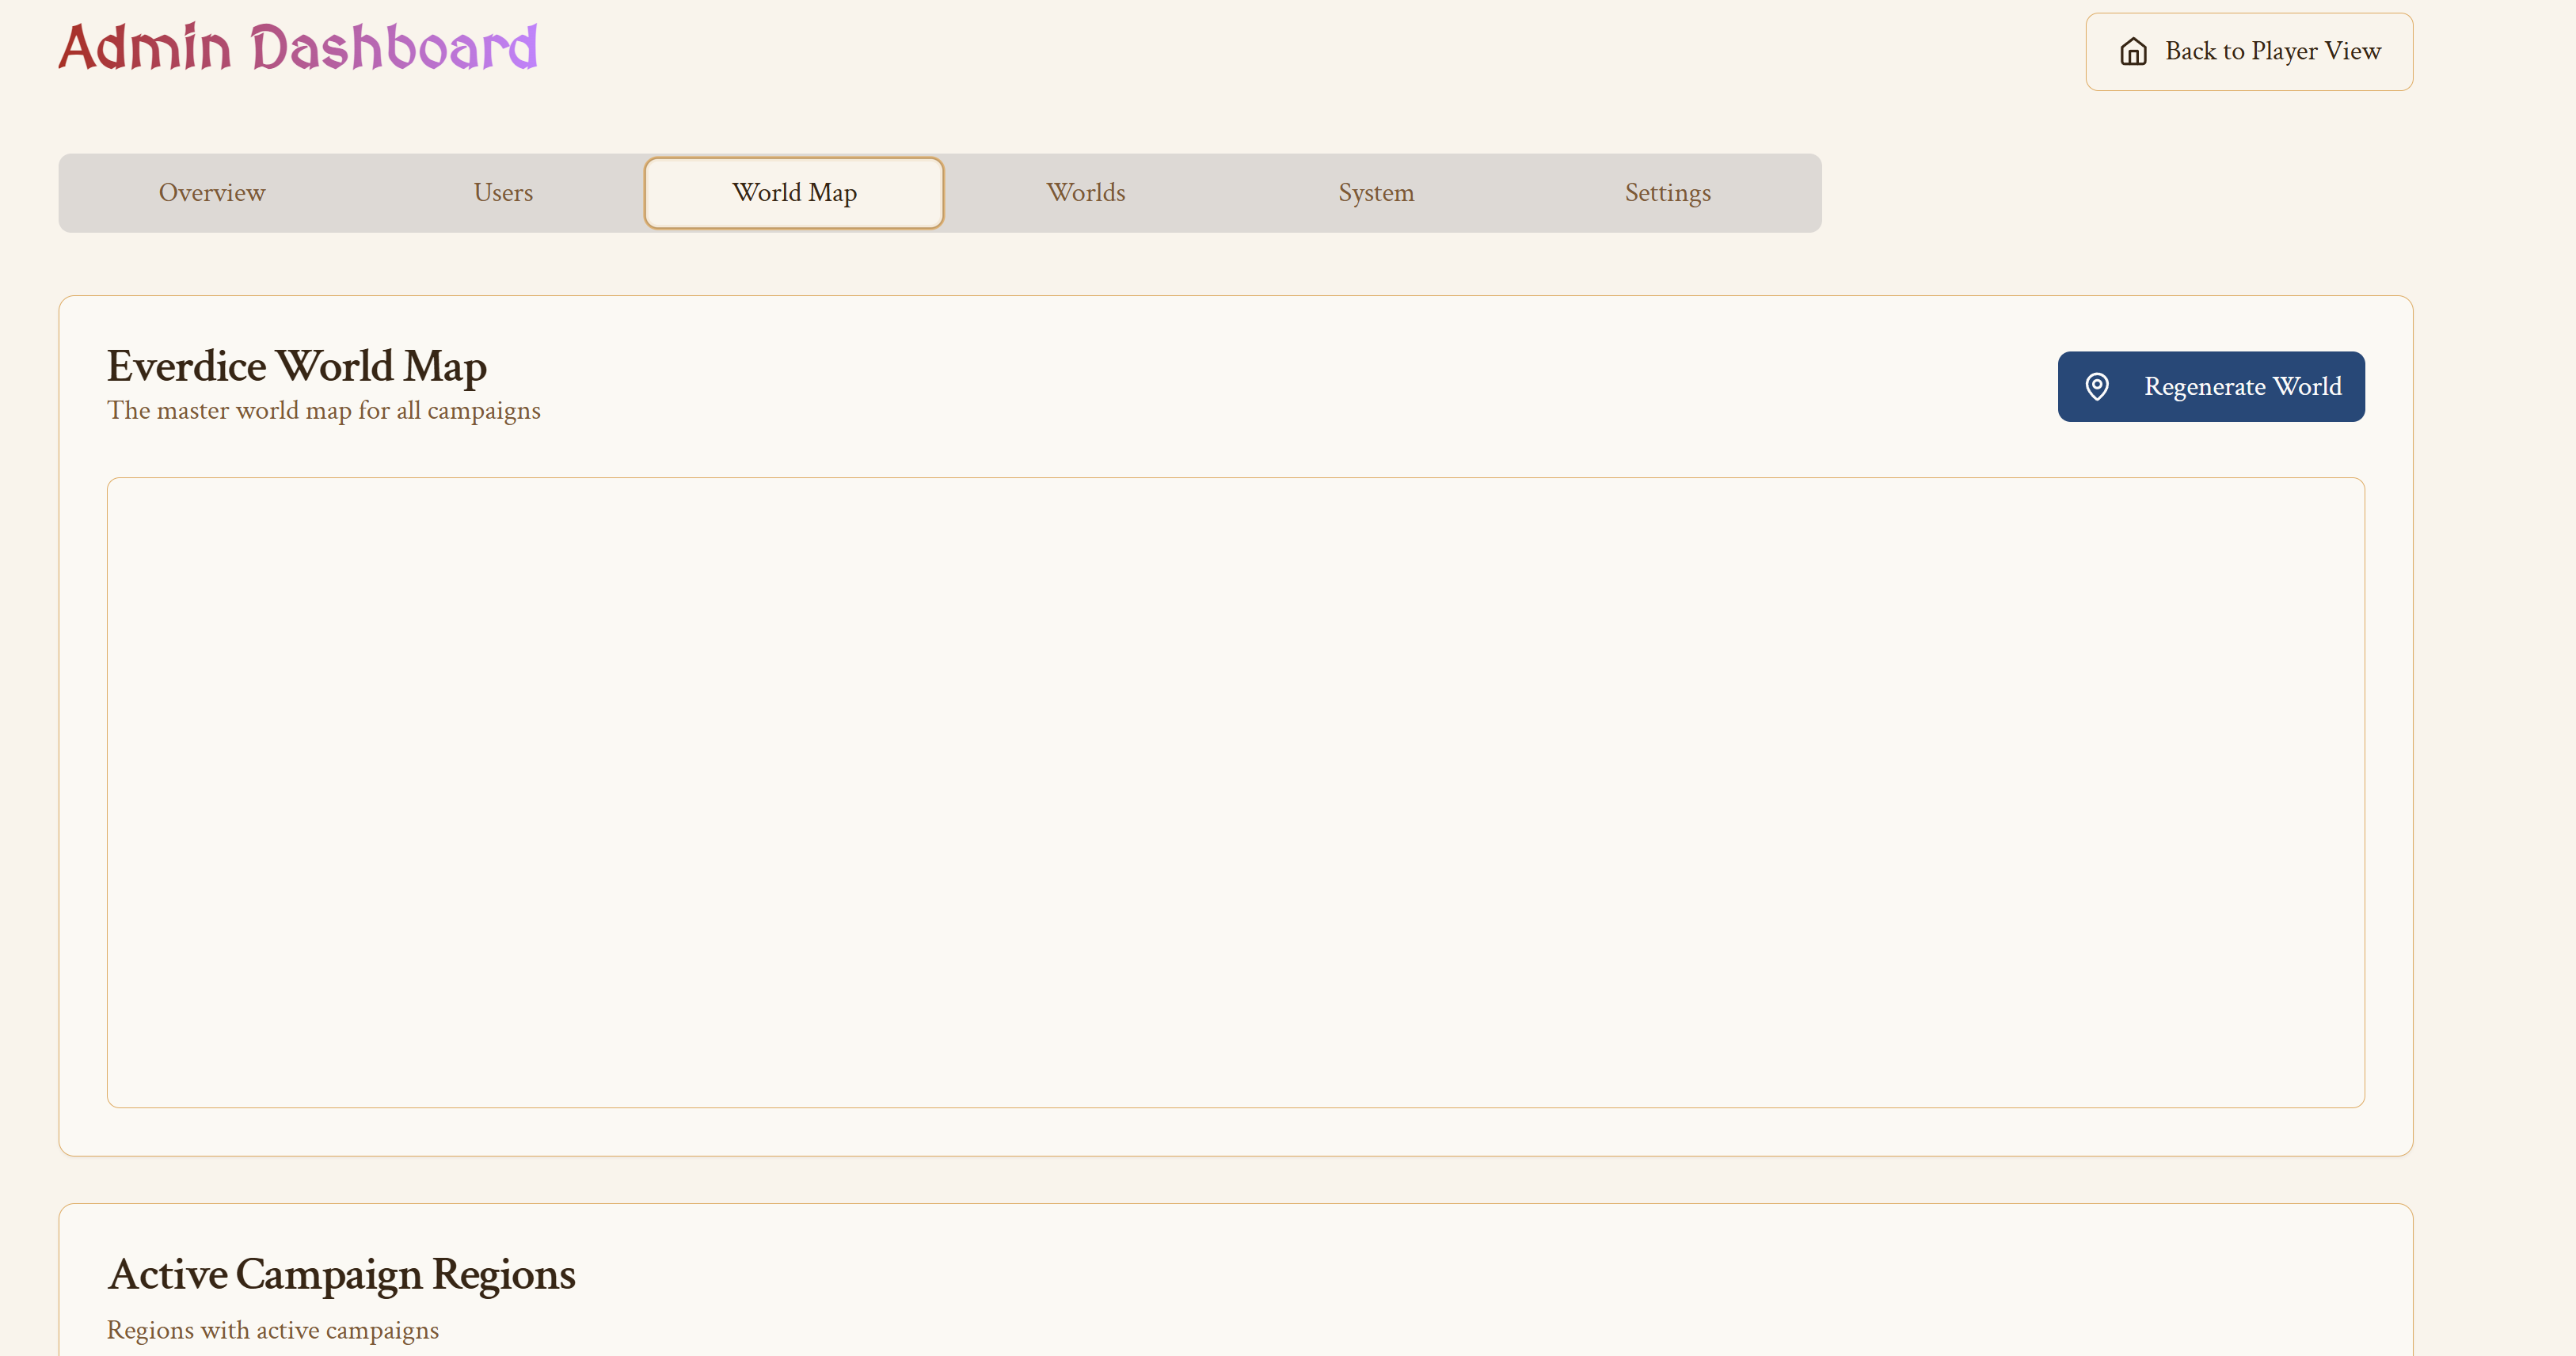 Admin Dashboard
Back to Player View
Overview Users World Map Worlds System Settings
Everdice World Map
The master world map for all campaigns
Regenerate World
Active Campaign Regions
Regions with active campaigns